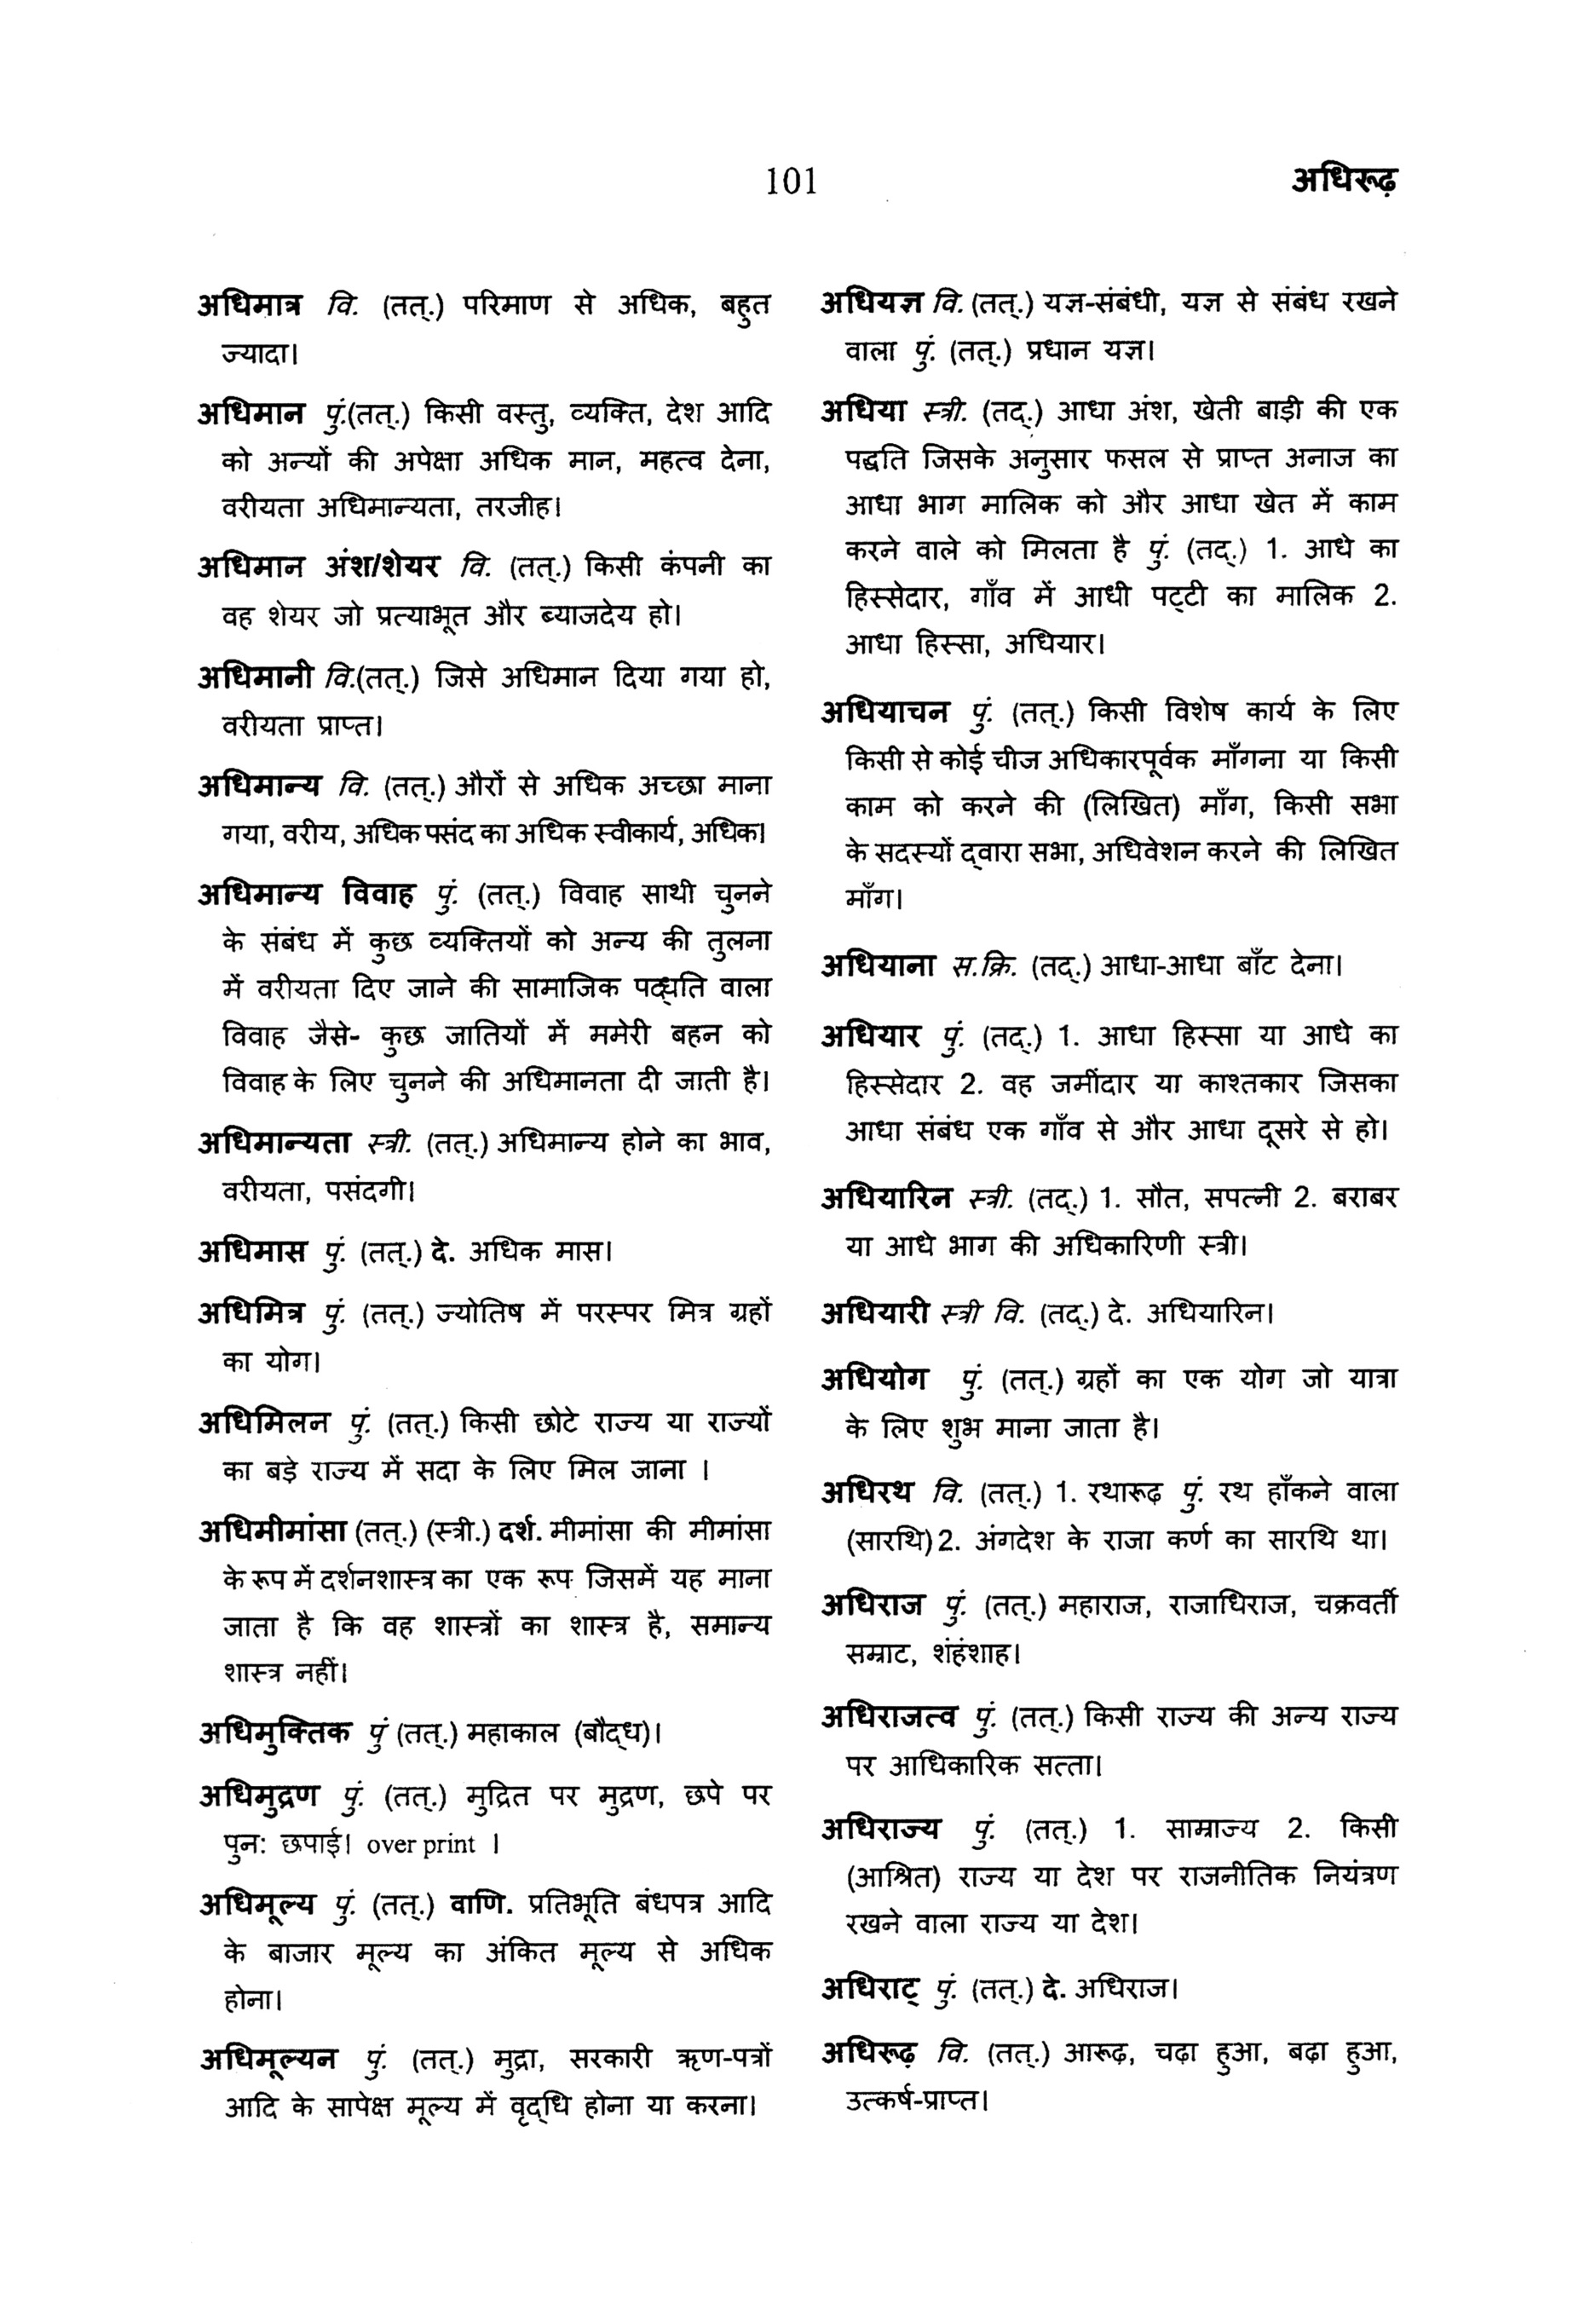 101
अधिरूढ़
अधिमात्र वि. (तत्.) परिमाण से अधिक, बहुत
ज्यादा।
अधिमान पुं.(तत्.) किसी वस्तु, व्यक्ति, देश आदि
को अन्यों की अपेक्षा अधिक मान, महत्व देना,
वरीयता अधिमान्यता, तरजीह।
अधिमान अंश/शेयर वि. (तत्.) किसी कंपनी का
वह शेयर जो प्रत्याभूत और ब्याजदेय हो।
अधिमानी वि.(तत्.) जिसे अधिमान दिया गया हो,
वरीयता प्राप्त।
अधिमान्य वि. (तत्.) औरों से अधिक अच्छा माना
गया, वरीय, अधिक पसंद का अधिक स्वीकार्य, अधिक।
अधिमान्य विवाह पुं. (तत्.) विवाह साथी चुनने
के संबंध में कुछ व्यक्तियों को अन्य की तुलना
में वरीयता दिए जाने की सामाजिक पद्धति वाला
विवाह जैसे- कुछ जातियों में ममेरी बहन को
विवाह के लिए चुनने की अधिमानता दी जाती है।
अधिमान्यता स्त्री. (तत्.) अधिमान्य होने का भाव,
वरीयता, पसंदगी।
अधिमास पुं. (तत्.) दे. अधिक मास।
अधिमित्र पुं. (तत्.) ज्योतिष में परस्पर मित्र ग्रहों
का योग।
अधिमिलन पुं. (तत्.) किसी छोटे राज्य या राज्यों
का बड़े राज्य में सदा के लिए मिल जाना ।
अधिमीमांसा (तत्.) (स्त्री.) दर्श. मीमांसा की मीमांसा
के रूप में दर्शनशास्त्र का एक रूप जिसमें यह माना
जाता है कि वह शास्त्रों का शास्त्र है, समान्य
शास्त्र नहीं।
अधिमुक्तिक पुं (तत्.) महाकाल (बौद्ध)।
अधिमुद्रण पुं. (तत्.) मुद्रित पर मुद्रण, छपे पर
पुन: छपाई। over print ।
अधिमूल्य पुं. (तत्.) वाणि. प्रतिभूति बंधपत्र आदि
के बाजार मूल्य का अंकित मूल्य से अधिक
होना।
अधिमूल्यन पुं. (तत्.) मुद्रा, सरकारी ऋण-पत्रों
आदि के सापेक्ष मूल्य में वृद्धि होना या करना।
अधियज्ञ वि. (तत्.) यज्ञ-संबंधी, यज्ञ से संबंध रखने
वाला पुं. (तत्.) प्रधान यज्ञ।
अधिया स्त्री. (तद्.) आधा अंश, खेती बाड़ी की एक
पद्धति जिसके अनुसार फसल से प्राप्त अनाज का
आधा भाग मालिक को और आधा खेत में काम
करने वाले को मिलता है पुं. (तद्.) 1. आधे का
हिस्सेदार, गाँव में आधी पट्टी का मालिक 2.
आधा हिस्सा, अधियार।
अधियाचन पुं. (तत्.) किसी विशेष कार्य के लिए
किसी से कोई चीज अधिकारपूर्वक माँगना या किसी
काम को करने की (लिखित) माँग, किसी सभा
के सदस्यों द्वारा सभा, अधिवेशन करने की लिखित
माँग।
अधियाना स.क्रि. (तद्.) आधा-आधा बाँट देना।
अधियार पुं. (तद्.) 1. आधा हिस्सा या आधे का
हिस्सेदार 2. वह जमींदार या काश्तकार जिसका
आधा संबंध एक गाँव से और आधा दूसरे से हो।
अधियारिन स्त्री. (तद्.) 1. सौत, सपत्नी 2. बराबर
या आधे भाग की अधिकारिणी स्त्री।
अधियारी स्त्री वि. (तद्.) दे. अधियारिन।
अधियोग पुं. (तत्.) ग्रहों का एक योग जो यात्रा
के लिए शुभ माना जाता है।
अधिरथ वि. (तत्.) 1. रथारूढ़ पुं. रथ हाँकने वाला
(सारथि) 2. अंगदेश के राजा कर्ण का सारथि था।
अधिराज पुं. (तत्.) महाराज, राजाधिराज, चक्रवर्ती
सम्राट, शंहंशाह।
अधिराजत्व पुं. (तत्.) किसी राज्य की अन्य राज्य
पर आधिकारिक सत्ता।
अधिराज्य पुं. (तत्.) 1. साम्राज्य 2. किसी
(आश्रित) राज्य या देश पर राजनीतिक नियंत्रण
रखने वाला राज्य या देश।
अधिराट् पुं. (तत्.) दे. अधिराज।
अधिरूढ़ वि. (तत्.) आरूढ़, चढ़ा हुआ, बढ़ा हुआ,
उत्कर्ष-प्राप्त।